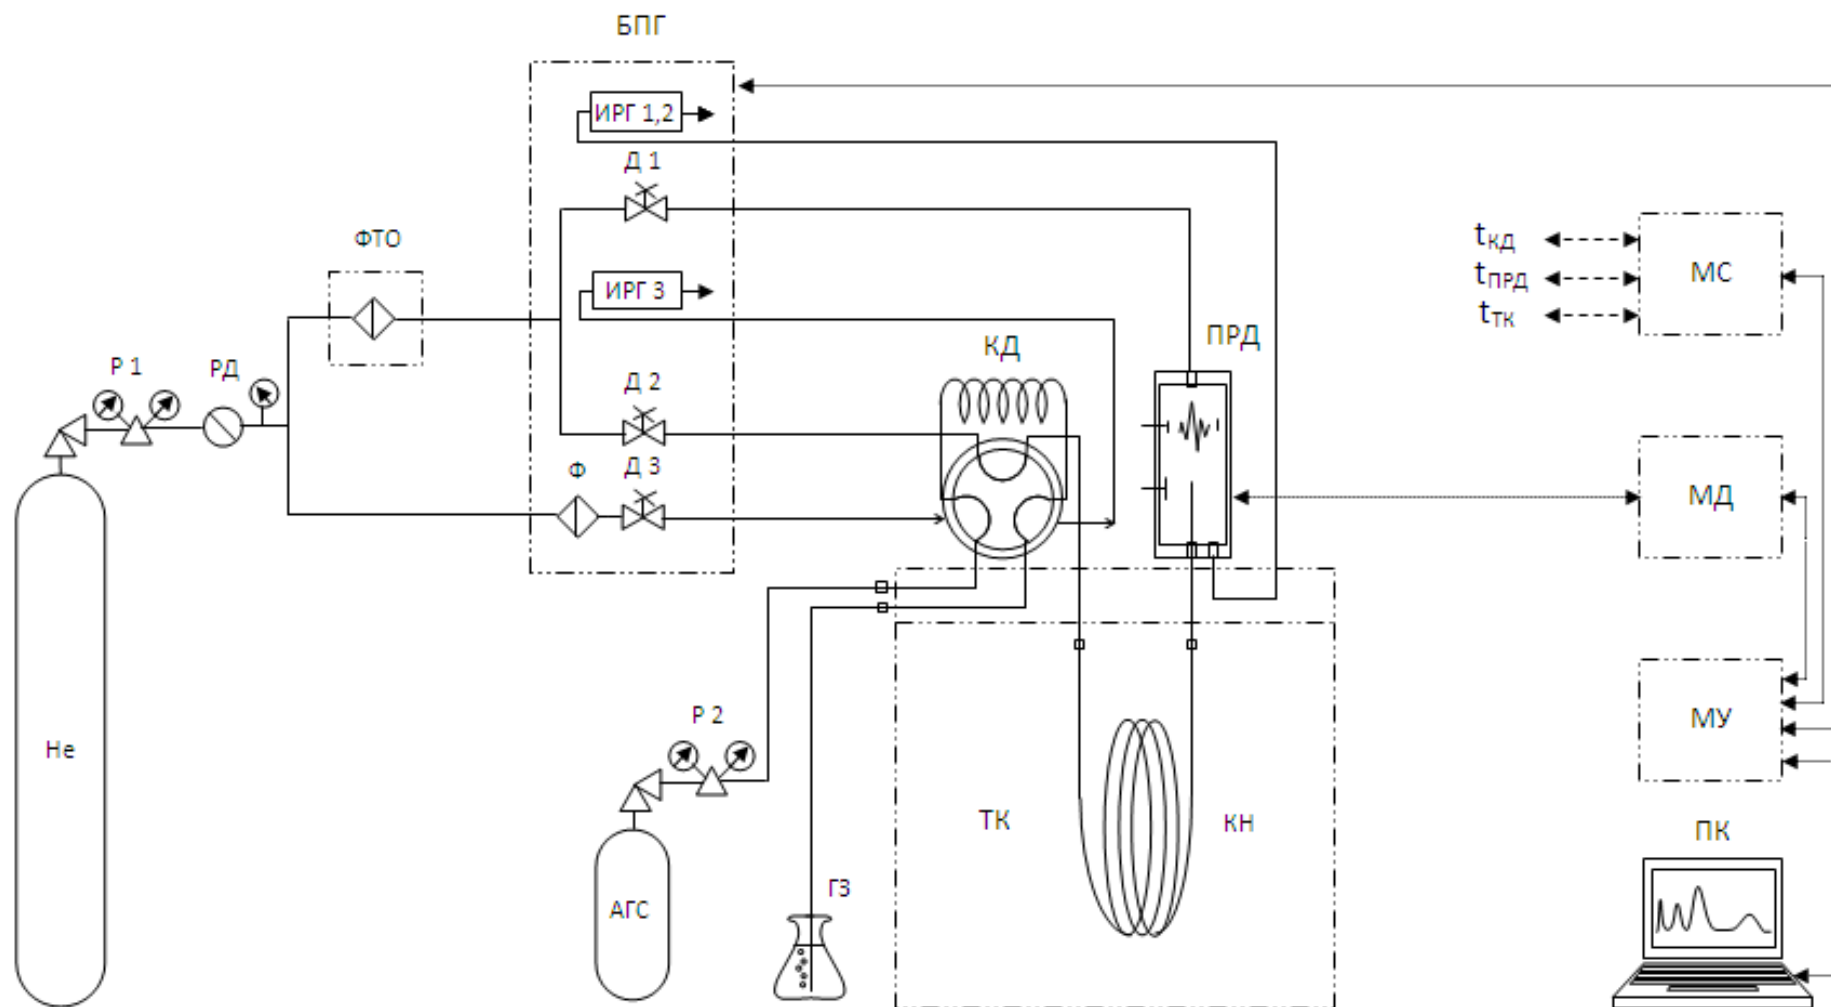 БПГ
ИРГ 1,2
Д 1
ФТО
ИРГ 3
tКД
tПРД
tТК
МС
Р 1
РД
Д 2
КД
ПРД
Ф
Д 3
МД
Р 2
МУ
He
ТК
КН
ПК
АГС
ГЗ